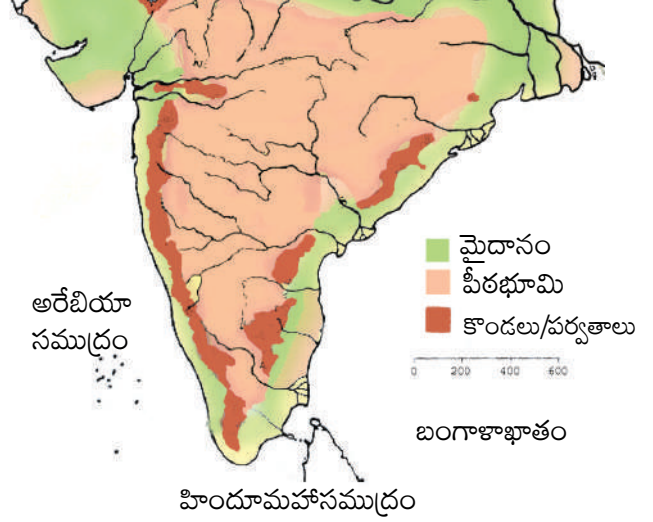 మైదానం
పీఠభూమి
కొండలు/పర్వతాలు
0 200 400 600
అరేబియా
సముద్రం
బంగాళాఖాతం
హిందూమహాసముద్రం